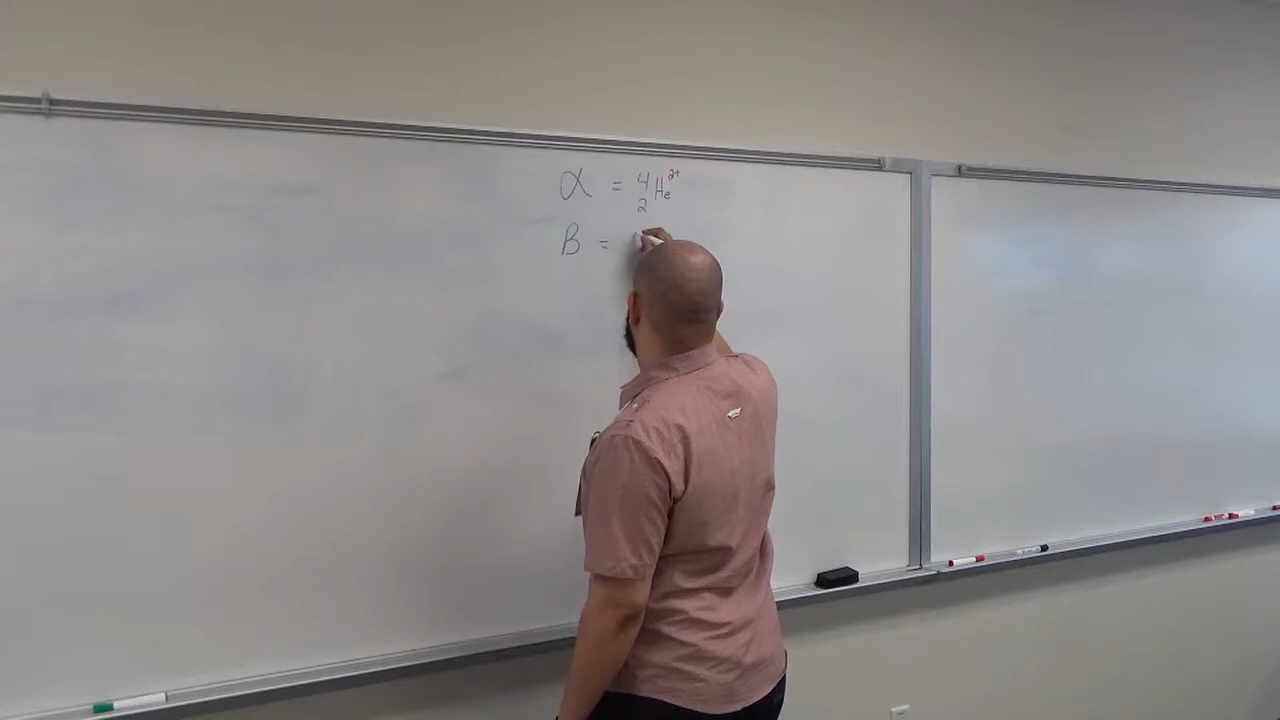 α = ⁴₂He²⁺
β =